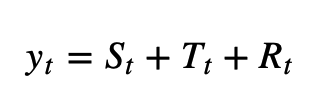 y_t = S_t + T_t + R_t